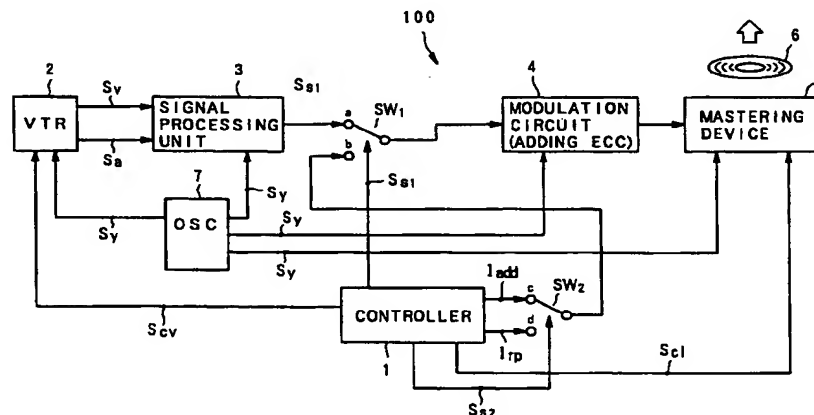 100
2
VTR
Sv
Sa
3
SIGNAL
PROCESSING
UNIT
Ss1
a
b
SW1
4
MODULATION
CIRCUIT
(ADDING ECC)
6
MASTERING
DEVICE
7
OSC
Sy
Sy
Sy
Sy
Ss1
Scv
CONTROLLER
1
Iadd
Irp
c
d
SW2
Ss2
Scl